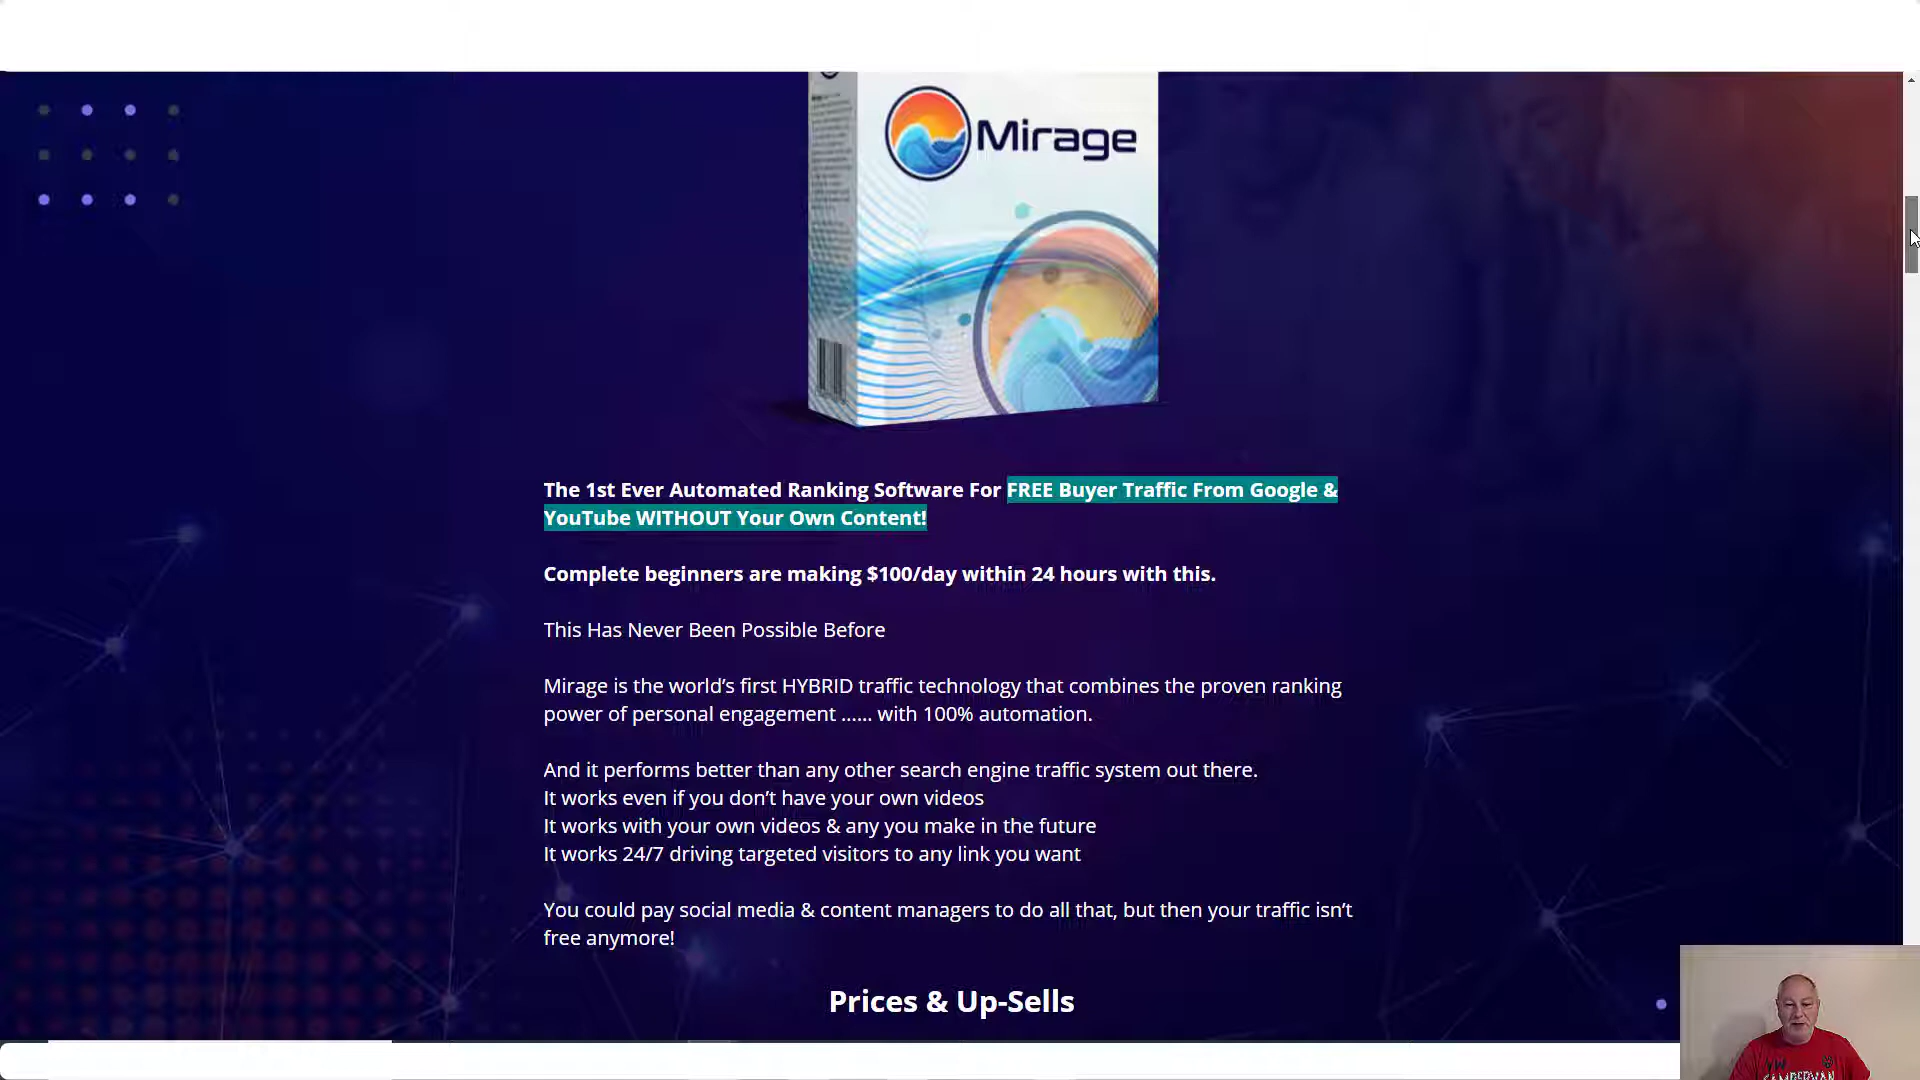 Mirage
The 1st Ever Automated Ranking Software For FREE Buyer Traffic From Google &
YouTube WITHOUT Your Own Content!
Complete beginners are making $100/day within 24 hours with this.
This Has Never Been Possible Before
Mirage is the world’s first HYBRID traffic technology that combines the proven ranking
power of personal engagement …… with 100% automation.
And it performs better than any other search engine traffic system out there.
It works even if you don’t have your own videos
It works with your own videos & any you make in the future
It works 24/7 driving targeted visitors to any link you want
You could pay social media & content managers to do all that, but then your traffic isn’t
free anymore!
Prices & Up-Sells